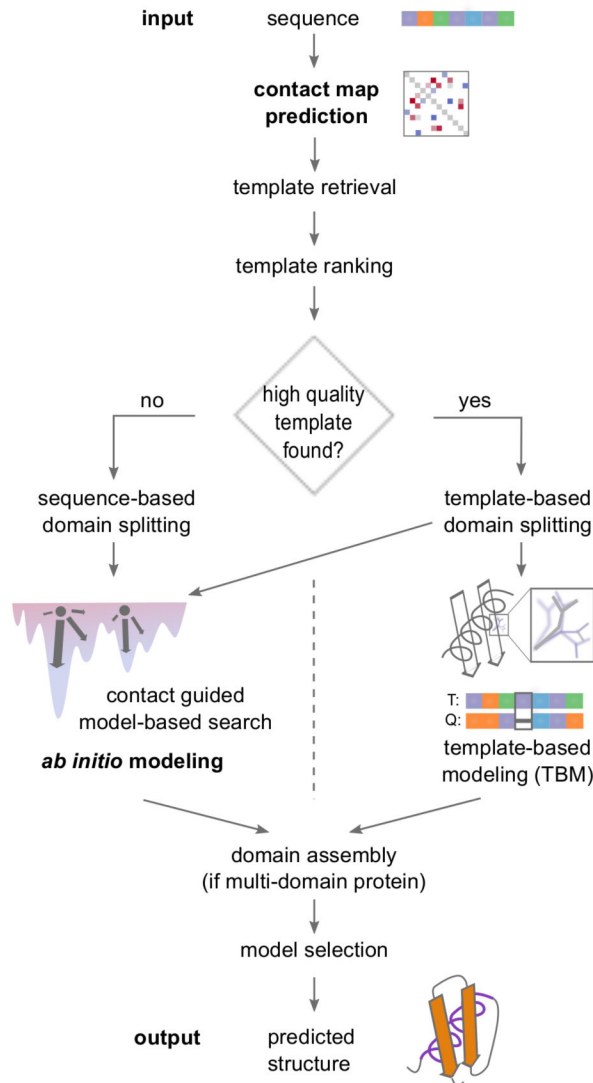 input
sequence
contact map
prediction
template retrieval
template ranking
high quality
template
found?
no
yes
sequence-based
domain splitting
template-based
domain splitting
contact guided
model-based search
ab initio modeling
T:
Q:
template-based
modeling (TBM)
domain assembly
(if multi-domain protein)
model selection
output
predicted
structure